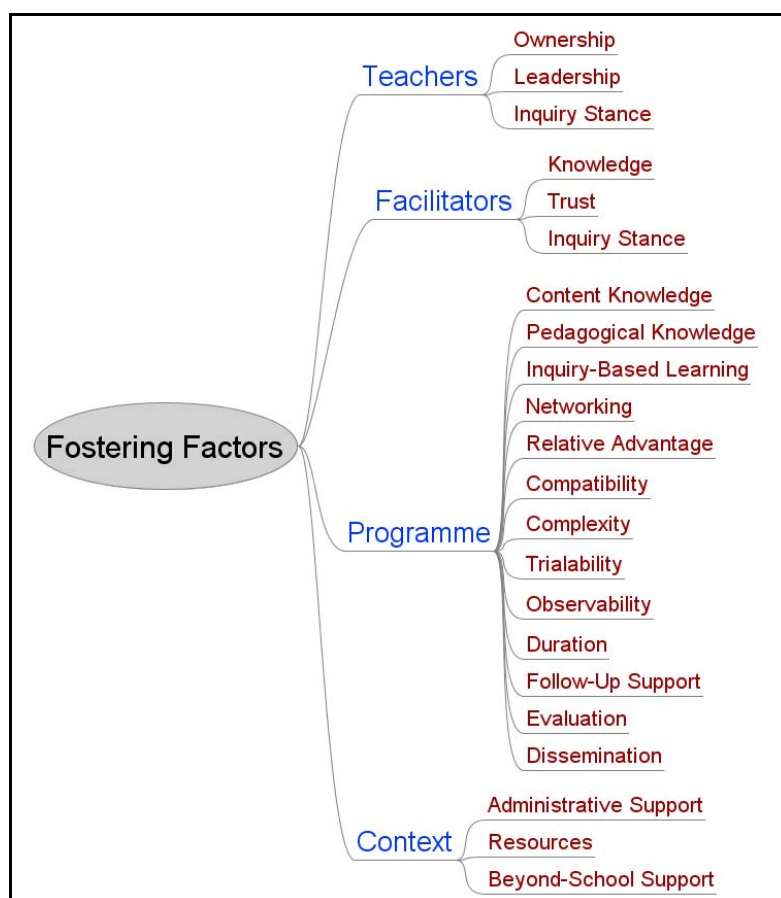 Fostering Factors
Teachers
Ownership
Leadership
Inquiry Stance
Facilitators
Knowledge
Trust
Inquiry Stance
Programme
Content Knowledge
Pedagogical Knowledge
Inquiry-Based Learning
Networking
Relative Advantage
Compatibility
Complexity
Trialability
Observability
Duration
Follow-Up Support
Evaluation
Dissemination
Context
Administrative Support
Resources
Beyond-School Support